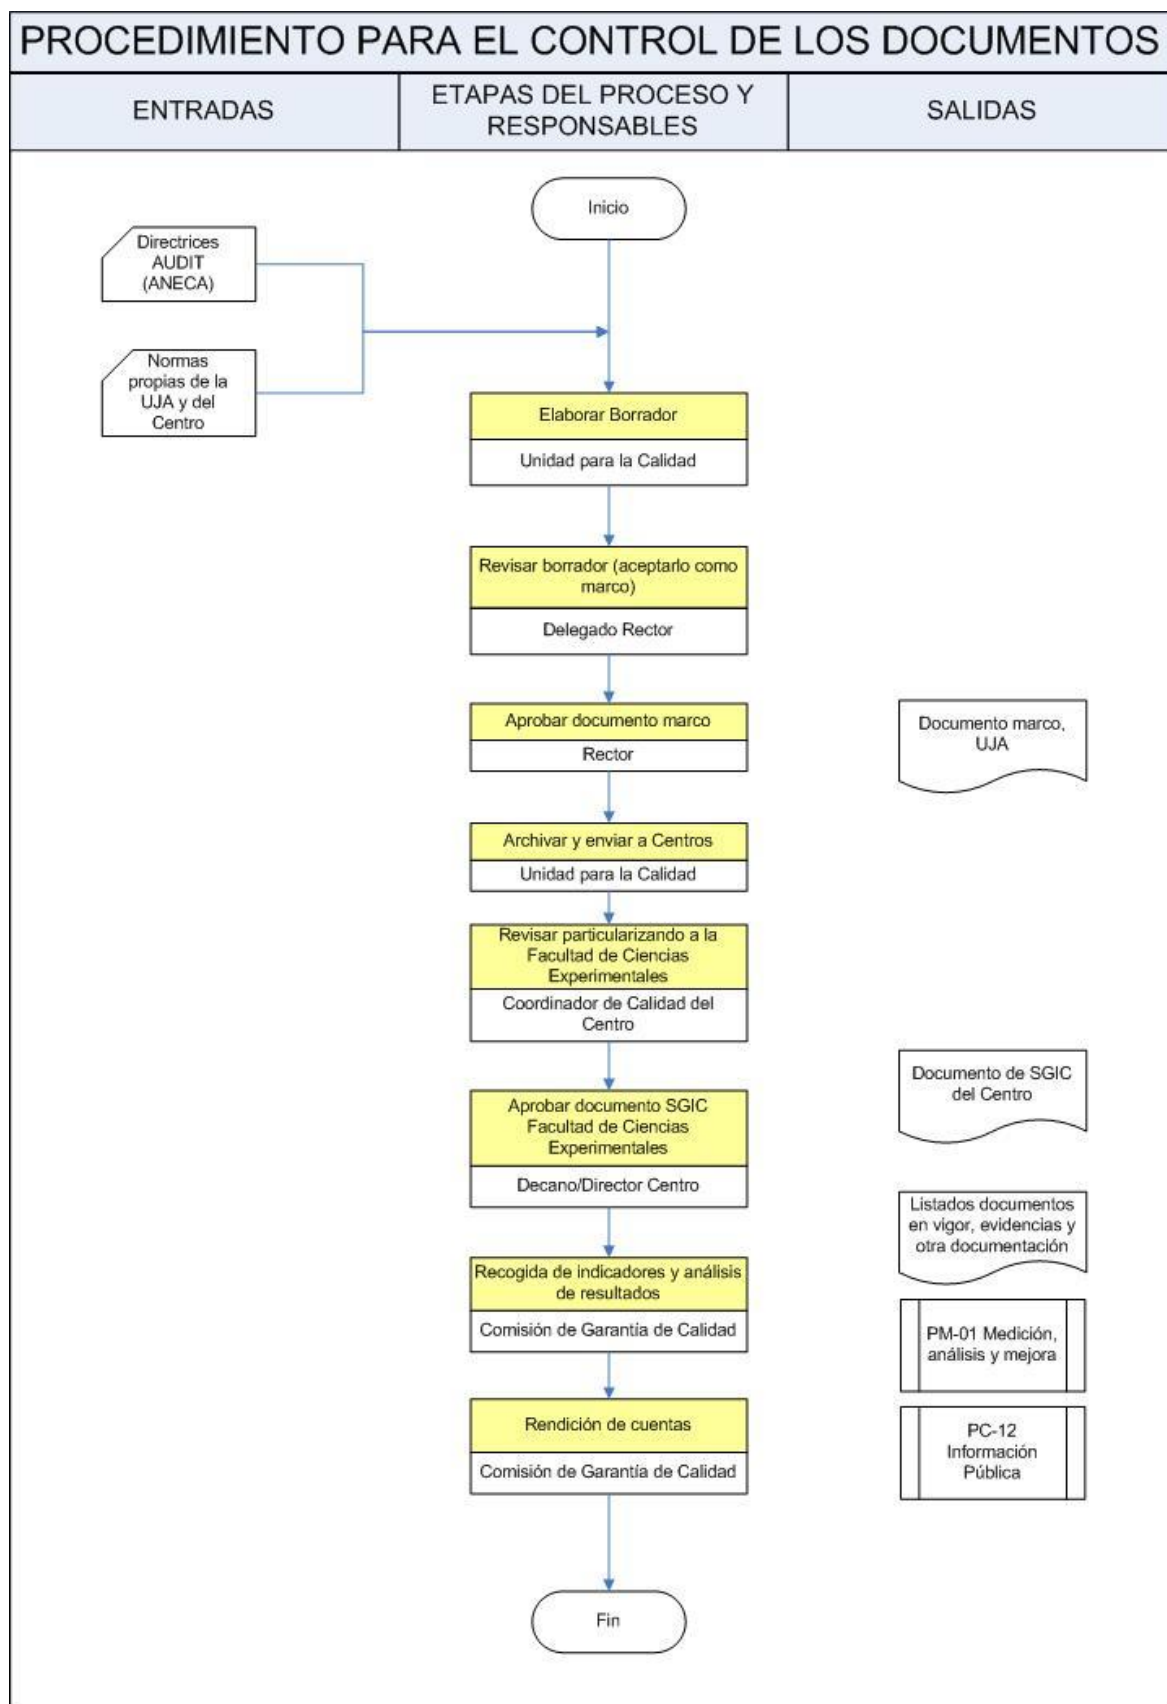 PROCEDIMIENTO PARA EL CONTROL DE LOS DOCUMENTOS
ENTRADAS
ETAPAS DEL PROCESO Y
RESPONSABLES
SALIDAS
Inicio
Directrices
AUDIT
(ANECA)
Normas
propias de la
UJA y del
Centro
Elaborar Borrador
Unidad para la Calidad
Revisar borrador (aceptarlo como
marco)
Delegado Rector
Aprobar documento marco
Rector
Documento marco,
UJA
Archivar y enviar a Centros
Unidad para la Calidad
Revisar particularizando a la
Facultad de Ciencias
Experimentales
Coordinador de Calidad del
Centro
Documento de SGIC
del Centro
Aprobar documento SGIC
Facultad de Ciencias
Experimentales
Decano/Director Centro
Listados documentos
en vigor, evidencias y
otra documentación
Recogida de indicadores y análisis
de resultados
Comisión de Garantía de Calidad
PM-01 Medición,
análisis y mejora
Rendición de cuentas
Comisión de Garantía de Calidad
PC-12
Información
Pública
Fin